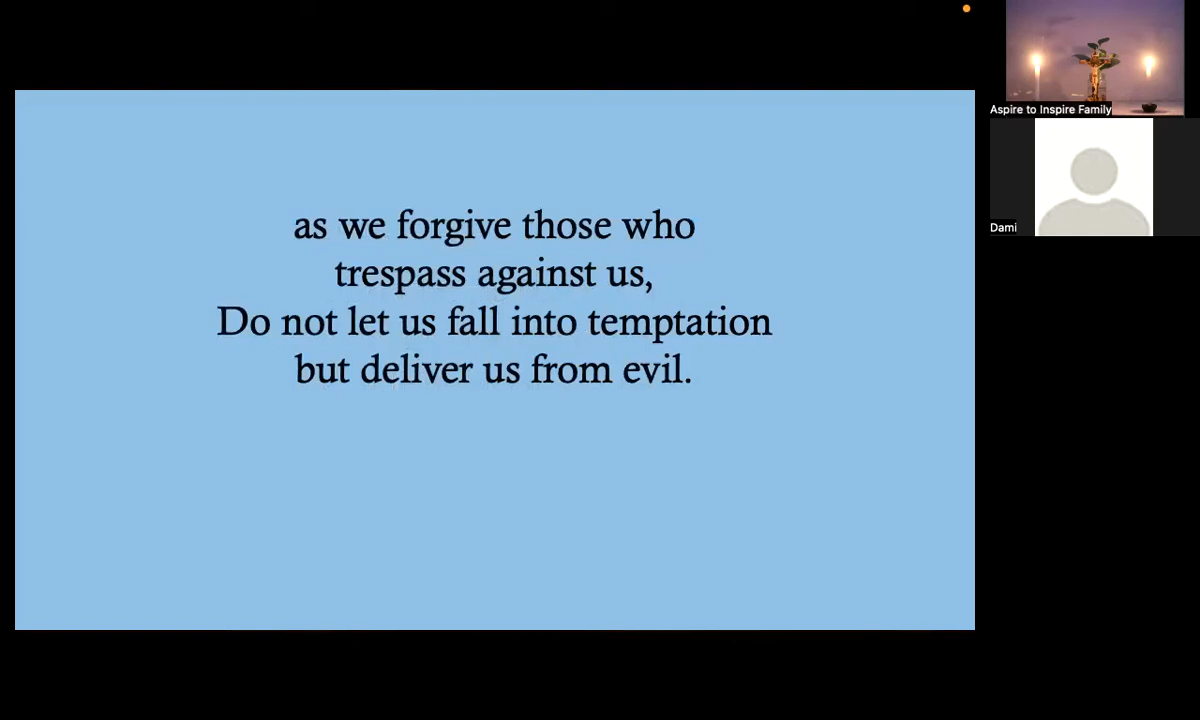 as we forgive those who
trespass against us,
Do not let us fall into temptation
but deliver us from evil.
Aspire to Inspire Family
Dami